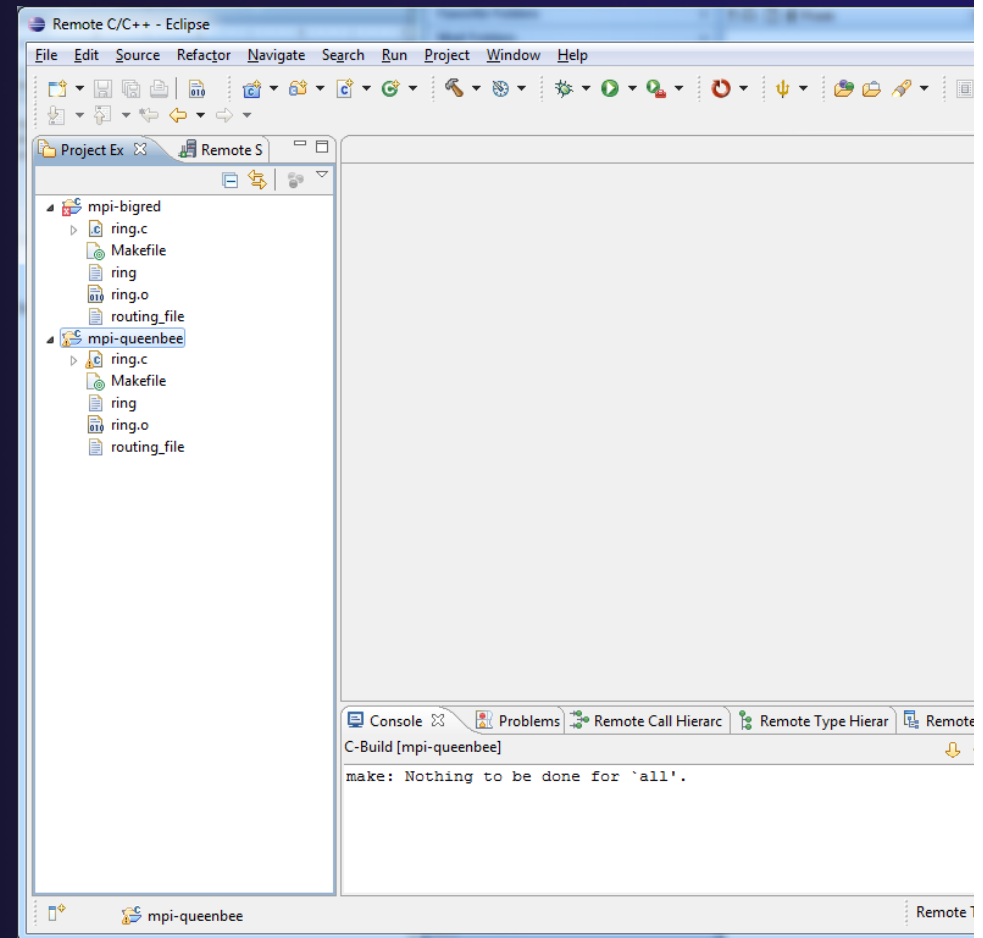 Remote C/C++ - Eclipse
File Edit Source Refactor Navigate Search Run Project Window Help
Project Ex Remote S
mpi-bigred
ring.c
Makefile
ring
ring.o
routing_file
mpi-queenbee
ring.c
Makefile
ring
ring.o
routing_file
Console Problems Remote Call Hierarc Remote Type Hierar Remote
C-Build [mpi-queenbee]
make: Nothing to be done for `all'.
mpi-queenbee
Remote T